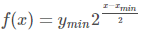 f(x) = y_{min} 2^{\frac{x - x_{min}}{2}}